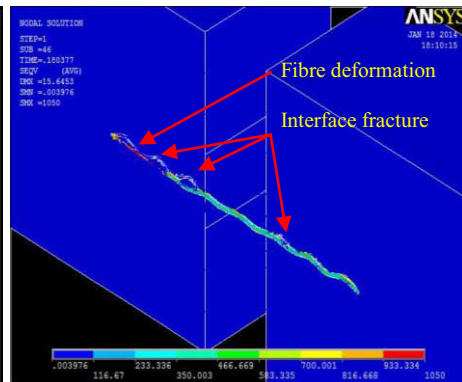 NODAL SOLUTION
STEP=1
SUB =46
TIME=.180377
SEQV (AVG)
DMX =15.6453
SMN =.003976
SMX =1050
ANSYS
JAN 18 2014
18:10:15
Fibre deformation
Interface fracture
.003976 233.336 466.669 700.001 933.334
116.67 350.003 583.335 816.668 1050